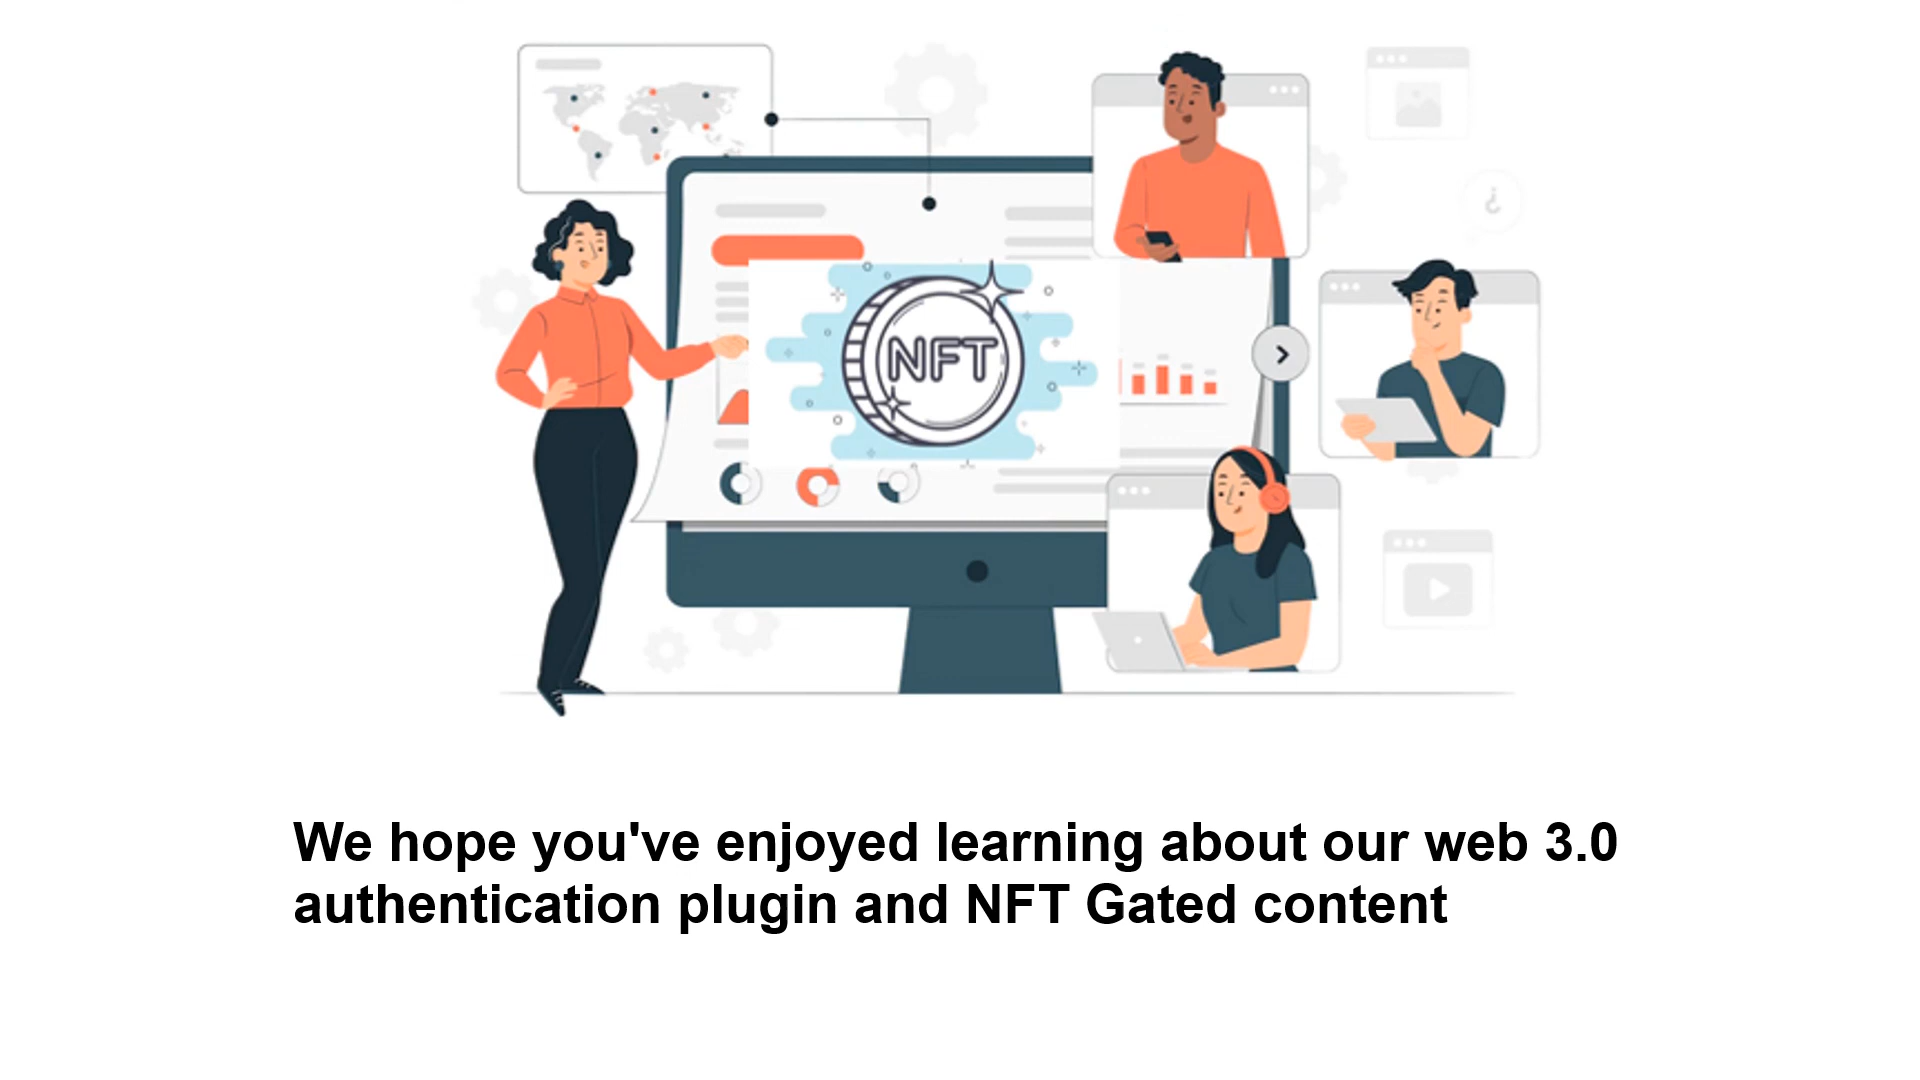 NFT
We hope you've enjoyed learning about our web 3.0
authentication plugin and NFT Gated content